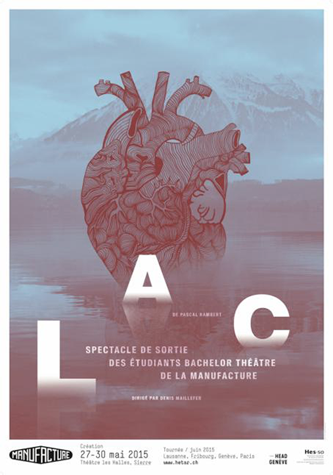 LAC
DE PASCAL RAMBERT
SPECTACLE DE SORTIE
DES ÉTUDIANTS BACHELOR THÉÂTRE
DE LA MANUFACTURE
DIRIGÉ PAR DENIS MAILLEFER
MANUFACTURE
Création
27-30 mai 2015
Théâtre les Halles, Sierre
Tournée / juin 2015
Lausanne, Fribourg, Genève, Paris
www.hetsr.ch
HEAD
GENÈVE
Hes·so